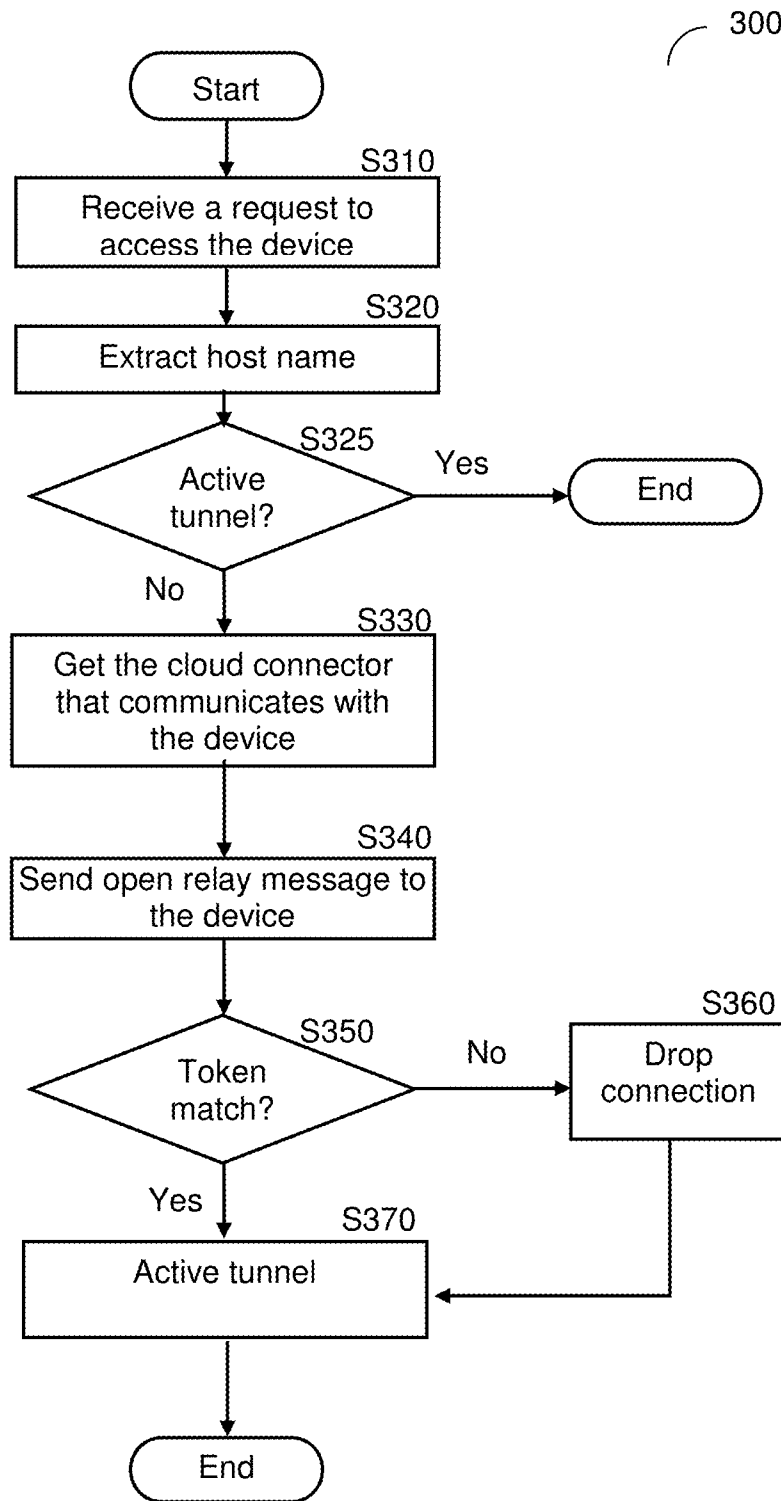 300
Start
S310
Receive a request to
access the device
S320
Extract host name
S325
Active
tunnel?
Yes
End
No
S330
Get the cloud connector
that communicates with
the device
S340
Send open relay message to
the device
S350
Token
match?
No
S360
Drop
connection
Yes
S370
Active tunnel
End